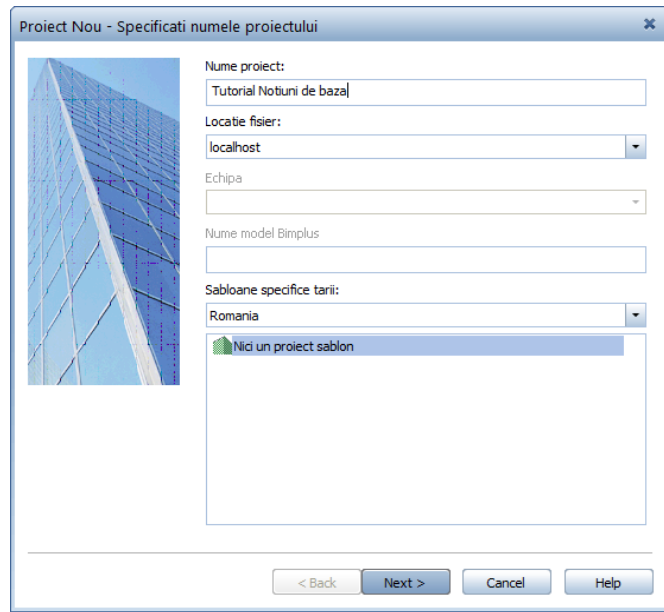 Proiect Nou - Specificati numele proiectului
Nume proiect:
Tutorial Notiuni de baza
Locatie fisier:
localhost
Echipa
Nume model Bimplus
Sabloane specifice tarii:
Romania
Nici un proiect sablon
< Back Next > Cancel Help